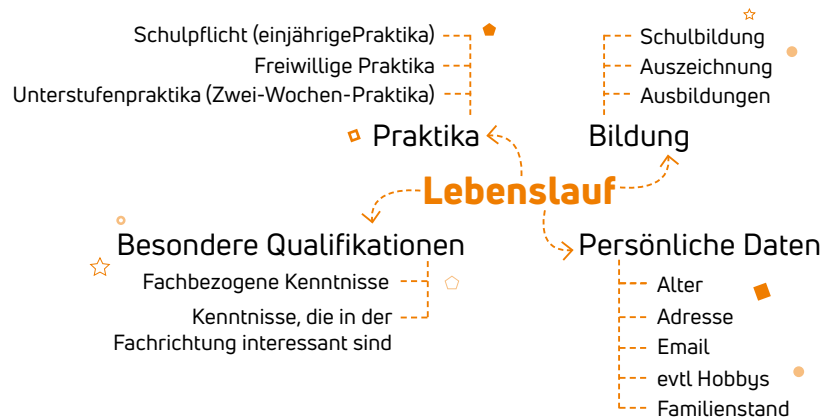 Schulpflicht (einjährigePraktika)
Freiwillige Praktika
Unterstufenpraktika (Zwei-Wochen-Praktika)
Praktika
Schulbildung
Auszeichnung
Ausbildungen
Bildung
Lebenslauf
Besondere Qualifikationen
Fachbezogene Kenntnisse
Kenntnisse, die in der
Fachrichtung interessant sind
Persönliche Daten
Alter
Adresse
Email
evtl Hobbys
Familienstand